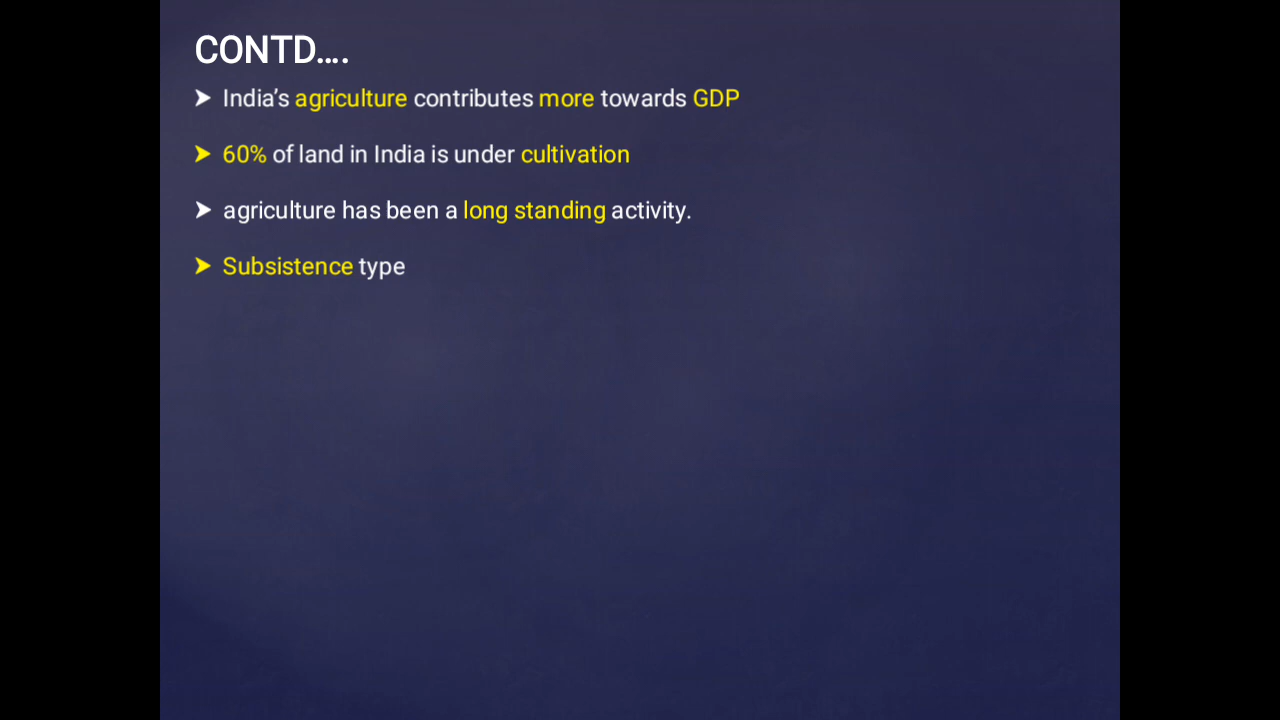 CONTD....
➤ India’s agriculture contributes more towards GDP
➤ 60% of land in India is under cultivation
➤ agriculture has been a long standing activity.
➤ Subsistence type